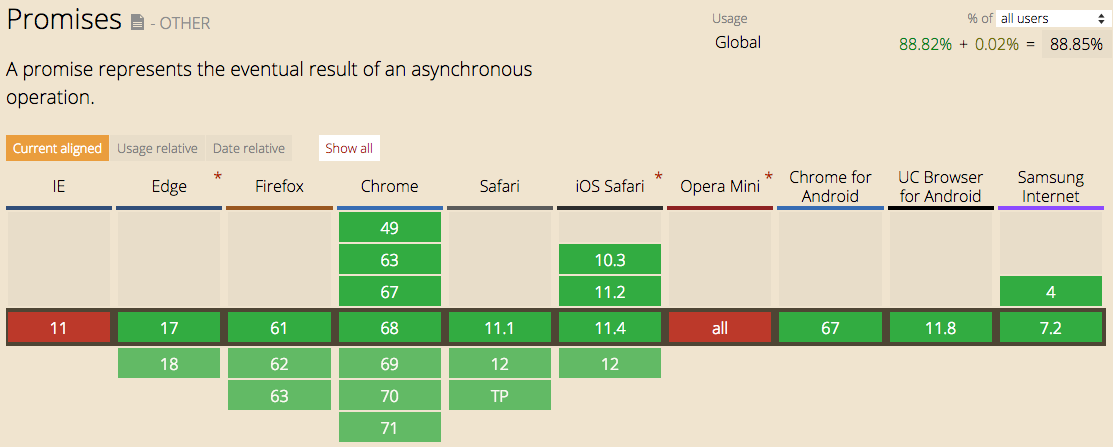 Promises - OTHER
Usage % of all users
Global 88.82% + 0.02% = 88.85%
A promise represents the eventual result of an asynchronous
operation.
Current aligned Usage relative Date relative Show all
IE Edge * Firefox Chrome Safari iOS Safari * Opera Mini * Chrome for Android UC Browser for Android Samsung Internet
49
63 10.3
67 11.2 4
11 17 61 68 11.1 11.4 all 67 11.8 7.2
18 62 69 12 12
63 70 TP
71